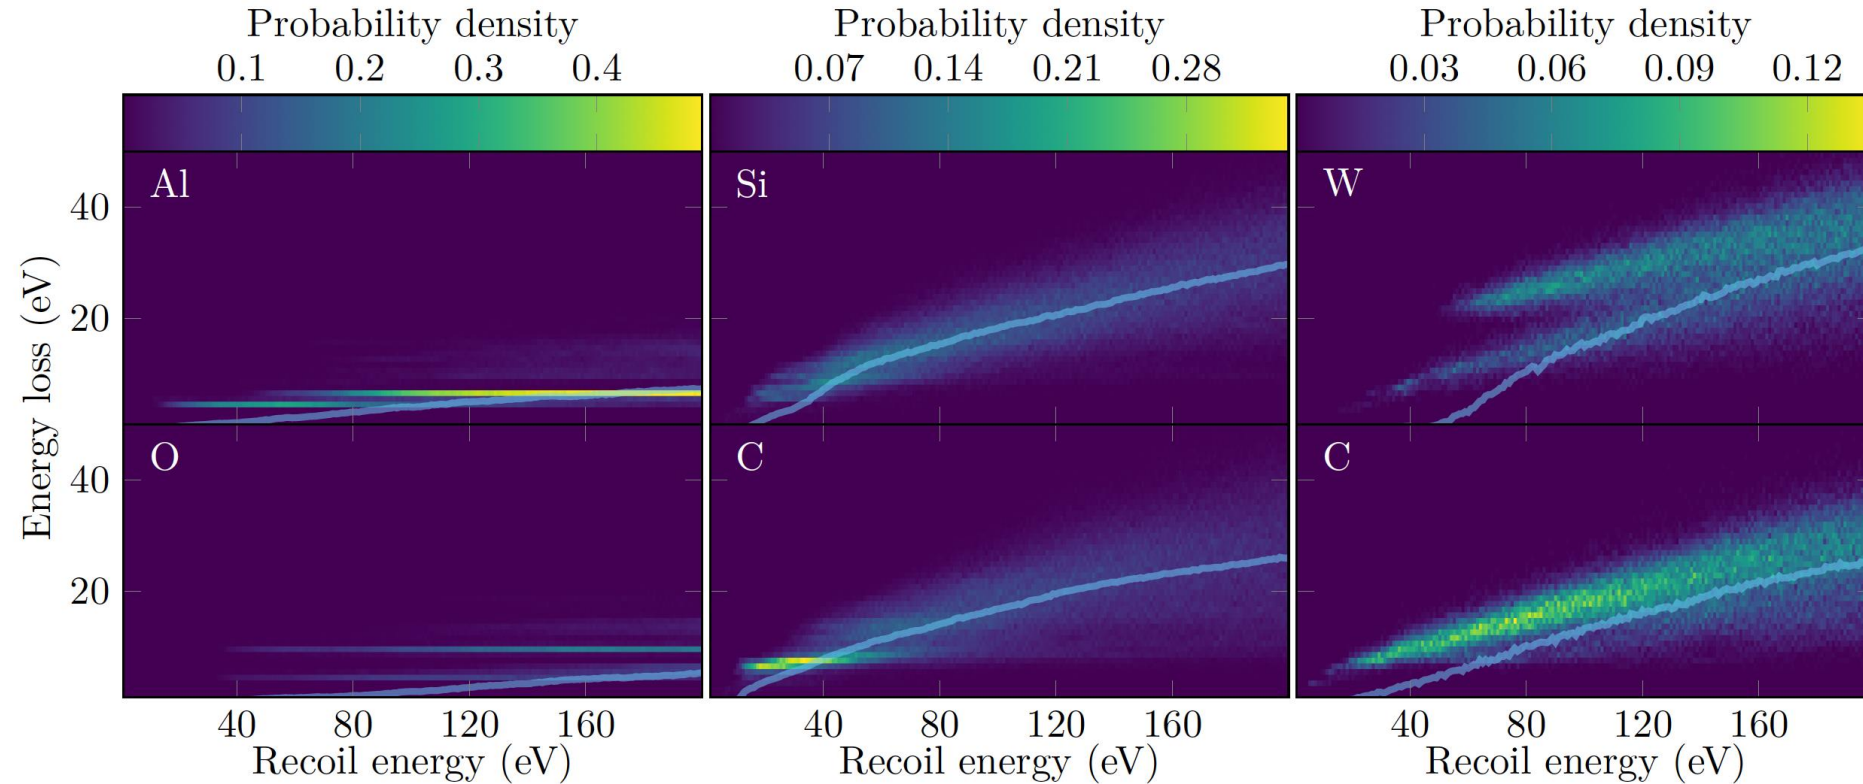 Probability density Probability density Probability density
0.1 0.2 0.3 0.4 0.07 0.14 0.21 0.28 0.03 0.06 0.09 0.12
Al Si W
40
20
Energy loss (eV)
O C C
40
20
40 80 120 160 40 80 120 160 40 80 120 160
Recoil energy (eV) Recoil energy (eV) Recoil energy (eV)